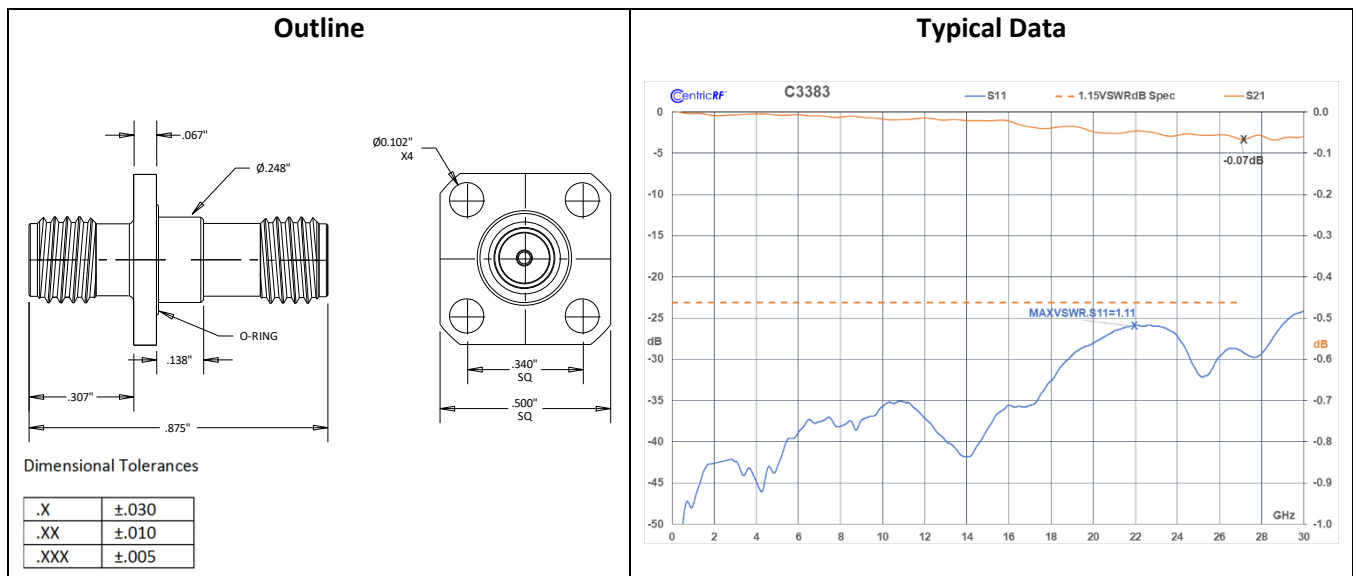 Outline
.067"
Ø0.102"
X4
Ø.248"
O-RING
.138"
.307"
.875"
.340"
SQ
.500"
SQ
Dimensional Tolerances
.X ±.030
.XX ±.010
.XXX ±.005
Typical Data
CentricRF™ C3383 S11 1.15VSWRdB Spec S21
0 0.0
-5 -0.1
-0.07dB
-10 -0.2
-15 -0.3
-20 -0.4
MAXVSWR.S11=1.11
-25 -0.5
dB dB
-30 -0.6
-35 -0.7
-40 -0.8
-45 -0.9
GHz
-50 -1.0
0 2 4 6 8 10 12 14 16 18 20 22 24 26 28 30